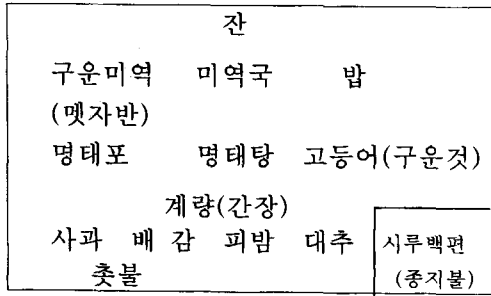 잔
구운미역 미역국 밥
(멧자반)
명태포 명태탕 고등어(구운것)
계량(간장)
사과 배 감 피밤 대추
촛불
시루백편
(종지불)